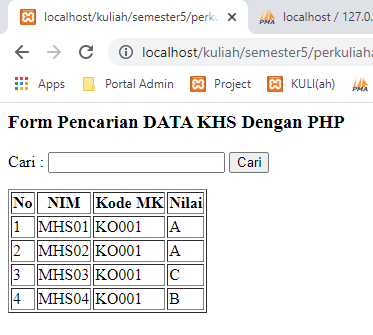 localhost/kuliah/semester5/perku
localhost / 127.0.
localhost/kuliah/semester5/perkuliaha
Apps Portal Admin Project KULI(ah) PMA
Form Pencarian DATA KHS Dengan PHP
Cari : Cari
No NIM Kode MK Nilai
1 MHS01 KO001 A
2 MHS02 KO001 A
3 MHS03 KO001 C
4 MHS04 KO001 B